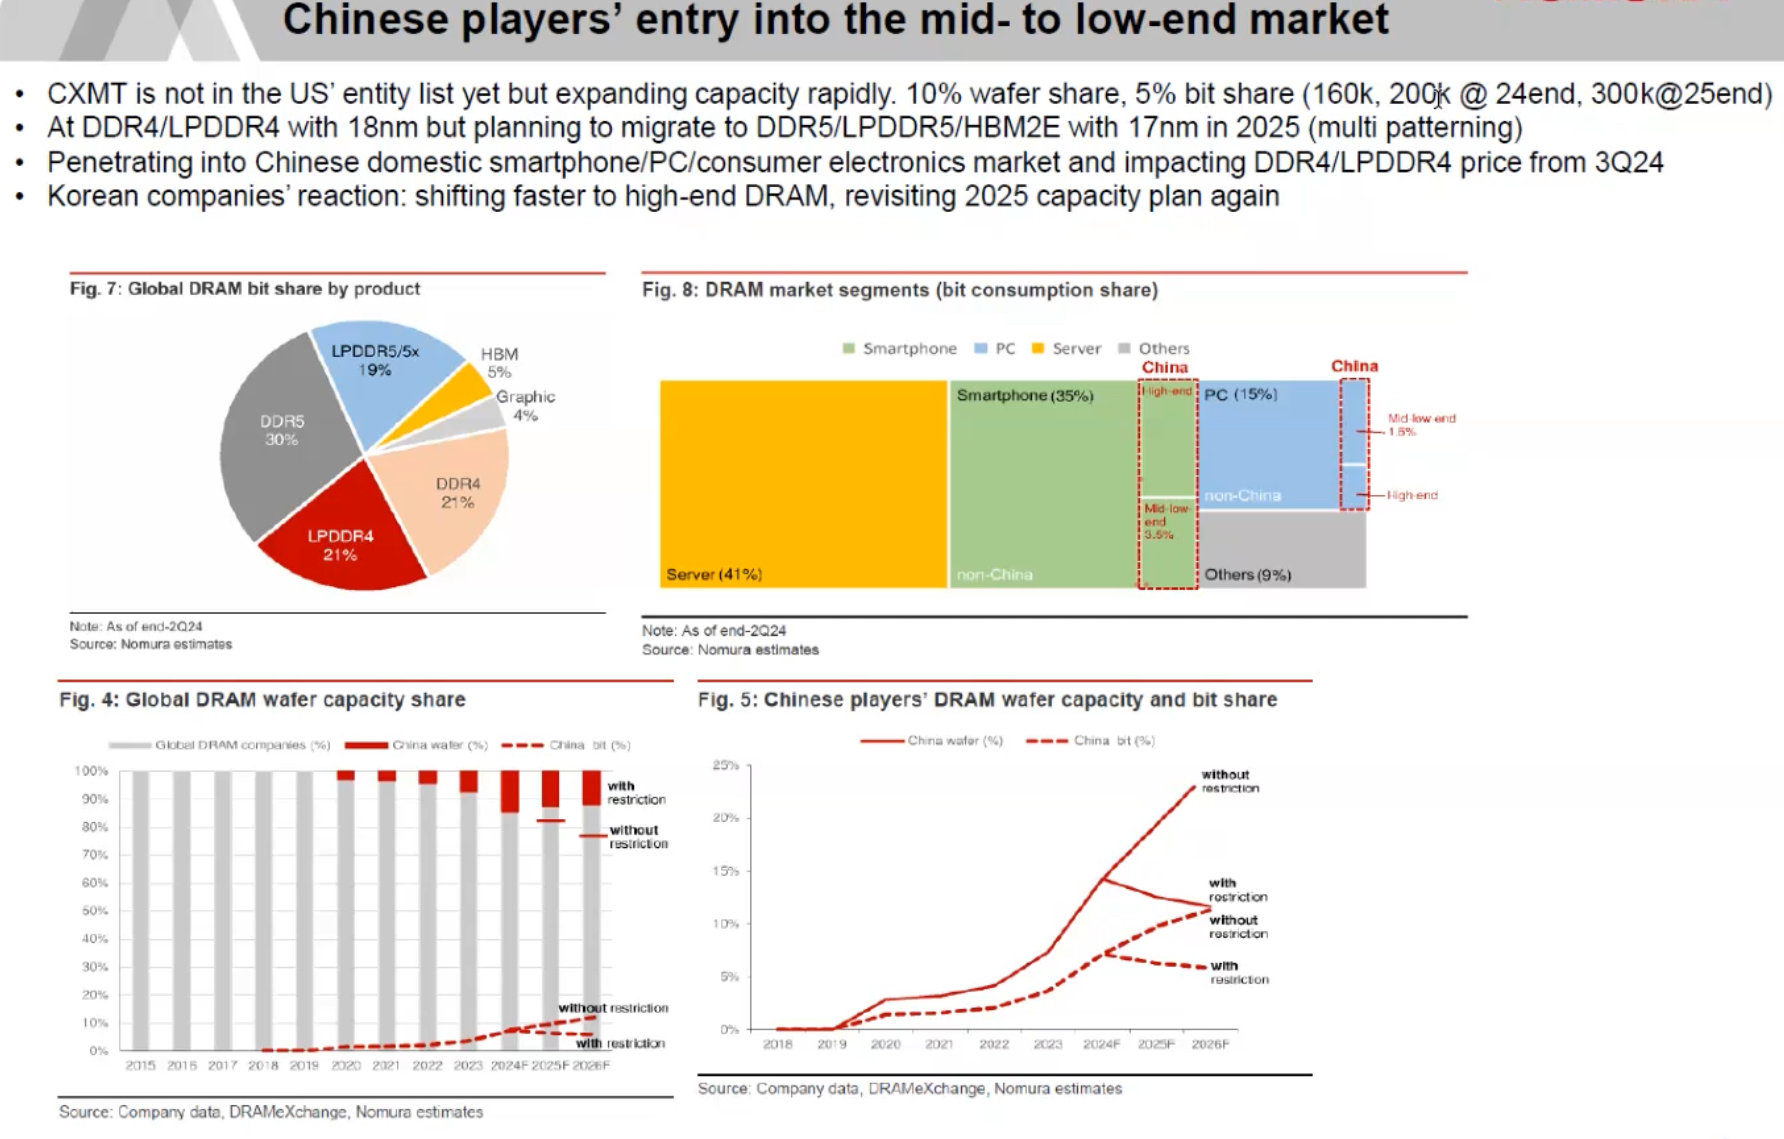 Chinese players' entry into the mid- to low-end market
• CXMT is not in the US' entity list yet but expanding capacity rapidly. 10% wafer share, 5% bit share (160k, 200k @ 24end, 300k@25end)
• At DDR4/LPDDR4 with 18nm but planning to migrate to DDR5/LPDDR5/HBM2E with 17nm in 2025 (multi patterning)
• Penetrating into Chinese domestic smartphone/PC/consumer electronics market and impacting DDR4/LPDDR4 price from 3Q24
• Korean companies' reaction: shifting faster to high-end DRAM, revisiting 2025 capacity plan again
Fig. 7: Global DRAM bit share by product
LPDDR5/5x
19%
HBM
5%
Graphic
4%
DDR5
30%
DDR4
21%
LPDDR4
21%
Note: As of end-2Q24
Source: Nomura estimates
Fig. 8: DRAM market segments (bit consumption share)
Smartphone PC Server Others
China
China
Smartphone (35%)
High-end
PC (15%)
Mid-low end
1.5%
non-China
High-end
Mid-low-
end
3.5%
Server (41%)
non-China
Others (9%)
Note: As of end-2Q24
Source: Nomura estimates
Fig. 4: Global DRAM wafer capacity share
Global DRAM companies (%) China wafer (%) China bit (%)
100%
90%
80%
70%
60%
50%
40%
30%
20%
10%
0%
with
restriction
without
restriction
without restriction
with restriction
2015 2016 2017 2018 2019 2020 2021 2022 2023 2024F 2025F 2026F
Source: Company data, DRAMeXchange, Nomura estimates
Fig. 5: Chinese players' DRAM wafer capacity and bit share
China wafer (%) China bit (%)
25%
20%
15%
10%
5%
0%
without
restriction
with
restriction
without
restriction
with
restriction
2018 2019 2020 2021 2022 2023 2024F 2025F 2026F
Source: Company data, DRAMeXchange, Nomura estimates